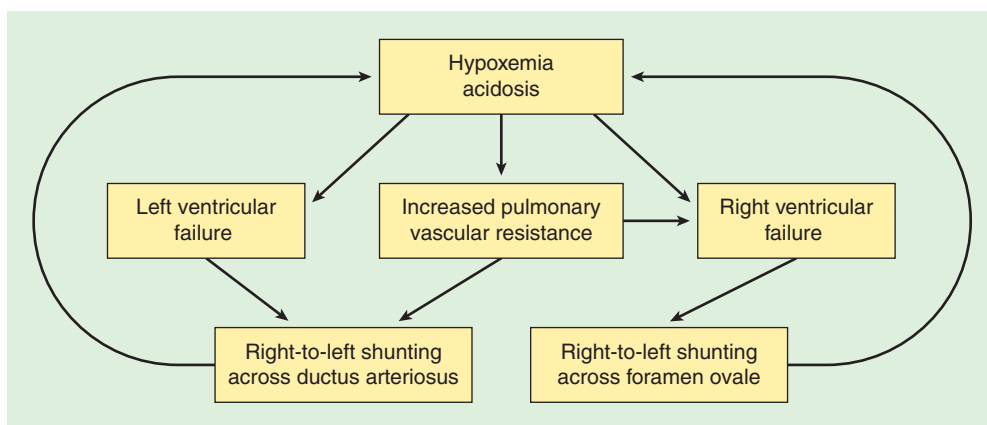 Hypoxemia
acidosis
Left ventricular
failure
Increased pulmonary
vascular resistance
Right ventricular
failure
Right-to-left shunting
across ductus arteriosus
Right-to-left shunting
across foramen ovale